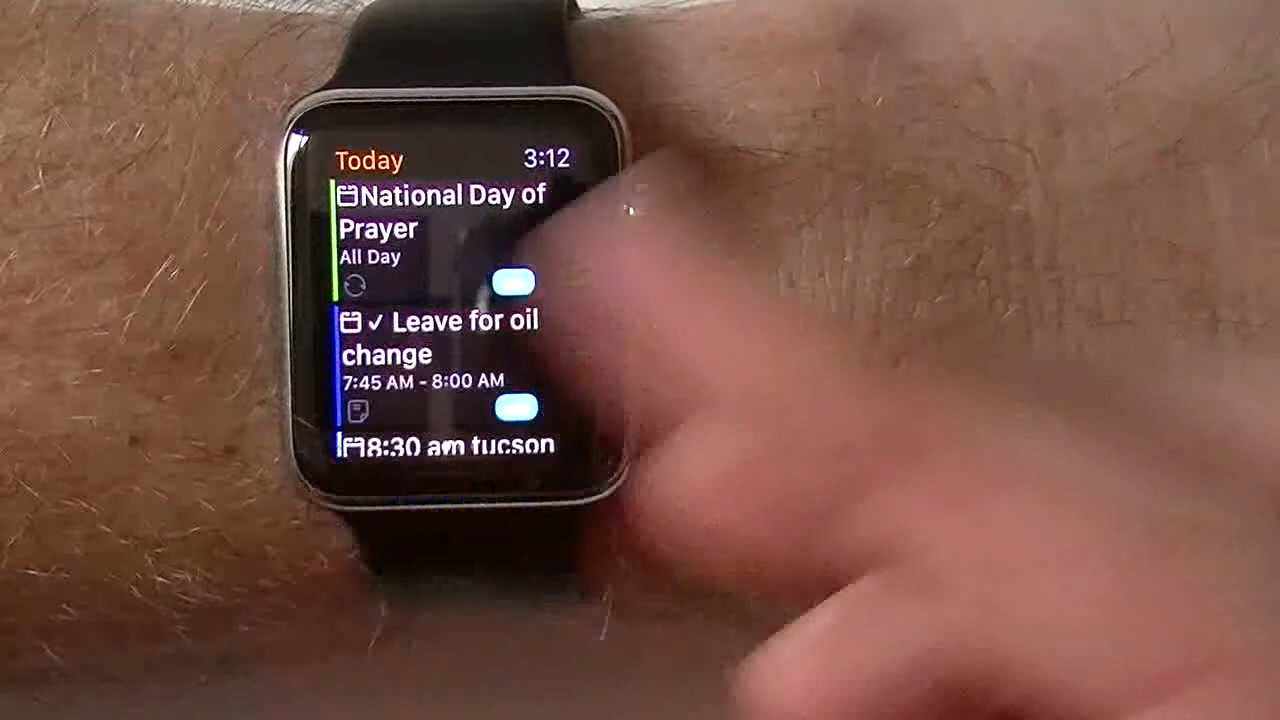 Today 3:12
National Day of
Prayer
All Day
✓ Leave for oil
change
7:45 AM - 8:00 AM
8:30 am tucson